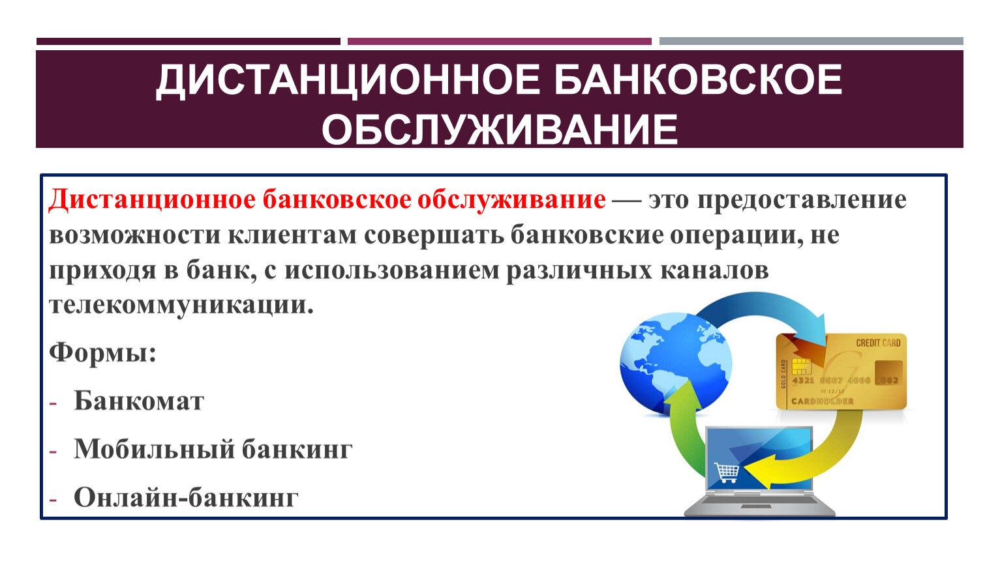 ДИСТАНЦИОННОЕ БАНКОВСКОЕ
ОБСЛУЖИВАНИЕ
Дистанционное банковское обслуживание — это предоставление
возможности клиентам совершать банковские операции, не
приходя в банк, с использованием различных каналов
телекоммуникации.
Формы:
- Банкомат
- Мобильный банкинг
- Онлайн-банкинг
CREDIT CARD
GOLD CARD
4321 0807 4006 4962
12/12
CARDHOLDER